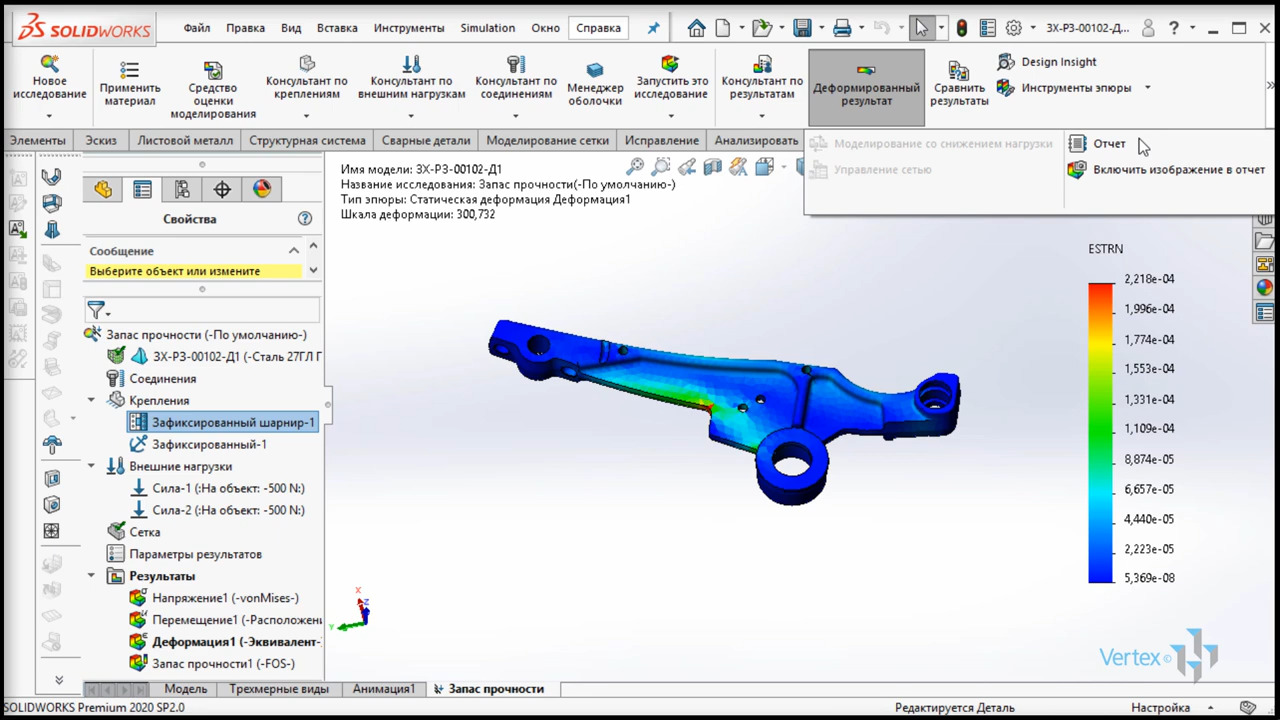 SOLIDWORKS
Файл Правка Вид Вставка Инструменты Simulation Окно Справка
ЗХ-РЗ-00102-Д...
?
Новое исследование
Применить материал
Средство оценки моделирования
Консультант по креплениям
Консультант по внешним нагрузкам
Консультант по соединениям
Менеджер оболочки
Запустить это исследование
Консультант по результатам
Деформированный результат
Сравнить результаты
Design Insight
Инструменты эпюры
Элементы Эскиз Листовой металл Структурная система Сварные детали Моделирование сетки Исправление Анализировать
Моделирование со снижением нагрузки
Управление сетью
Отчет
Включить изображение в отчет
Имя модели: ЗХ-РЗ-00102-Д1
Название исследования: Запас прочности(-По умолчанию-)
Тип эпюры: Статическая деформация Деформация1
Шкала деформации: 300,732
Свойства
Сообщение
Выберите объект или измените
Запас прочности (-По умолчанию-)
ЗХ-РЗ-00102-Д1 (-Сталь 27ГЛ Г
Соединения
Крепления
Зафиксированный шарнир-1
Зафиксированный-1
Внешние нагрузки
Сила-1 (:На объект: -500 N:)
Сила-2 (:На объект: -500 N:)
Сетка
Параметры результатов
Результаты
Напряжение1 (-vonMises-)
Перемещение1 (-Расположени
Деформация1 (-Эквивалент-
Запас прочности1 (-FOS-)
ESTRN
2,218e-04
1,996e-04
1,774e-04
1,553e-04
1,331e-04
1,109e-04
8,874e-05
6,657e-05
4,440e-05
2,223e-05
5,369e-08
X
Z
Y
Vertex ©
Модель Трехмерные виды Анимация1 Запас прочности
SOLIDWORKS Premium 2020 SP2.0
Редактируется Деталь
Настройка